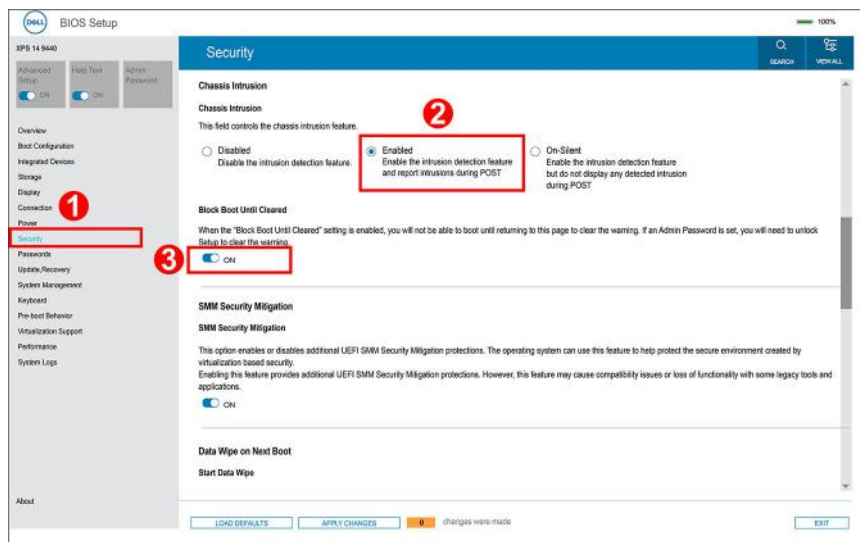 DELL
BIOS Setup
100%
XPS 14 9440
Advanced Setup
ON
Help Text
ON
Admin Password
Security
SEARCH
VIEW ALL
Overview
Boot Configuration
Integrated Devices
Storage
Display
Connection
Power
Security
Passwords
Update,Recovery
System Management
Keyboard
Pre-boot Behavior
Virtualization Support
Performance
System Logs
About
1
Chassis Intrusion
Chassis Intrusion
This field controls the chassis intrusion feature.
2
Disabled
Disable the intrusion detection feature.
Enabled
Enable the intrusion detection feature
and report intrusions during POST
On-Silent
Enable the intrusion detection feature
but do not display any detected intrusion
during POST
Block Boot Until Cleared
When the "Block Boot Until Cleared" setting is enabled, you will not be able to boot until returning to this page to clear the warning. If an Admin Password is set, you will need to unlock
Setup to clear the warning.
3
ON
SMM Security Mitigation
SMM Security Mitigation
This option enables or disables additional UEFI SMM Security Mitigation protections. The operating system can use this feature to help protect the secure environment created by
virtualization based security.
Enabling this feature provides additional UEFI SMM Security Mitigation protections. However, this feature may cause compatibility issues or loss of functionality with some legacy tools and
applications.
ON
Data Wipe on Next Boot
Start Data Wipe
LOAD DEFAULTS
APPLY CHANGES
0
changes were made
EXIT